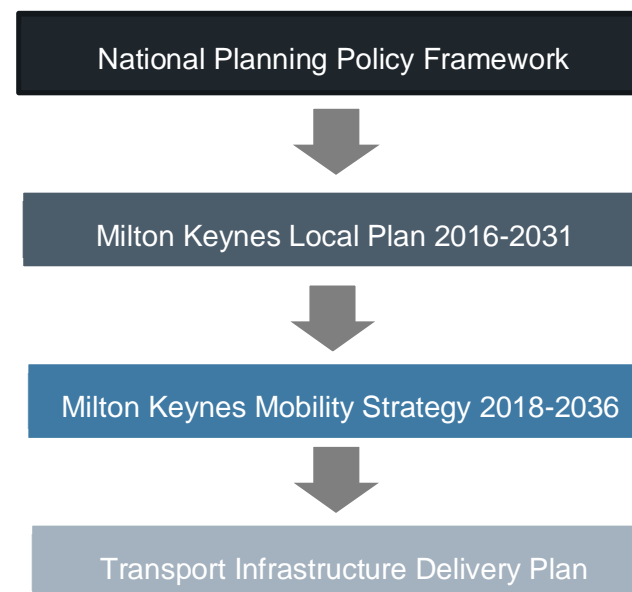 National Planning Policy Framework
Milton Keynes Local Plan 2016-2031
Milton Keynes Mobility Strategy 2018-2036
Transport Infrastructure Delivery Plan